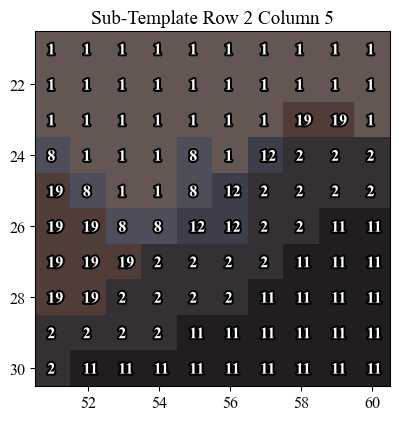 Sub-Template Row 2 Column 5
1 1 1 1 1 1 1 1 1 1
22 1 1 1 1 1 1 1 1 1 1
1 1 1 1 1 1 1 19 19 1
24 8 1 1 1 8 1 12 2 2 2
19 8 1 1 8 12 2 2 2 2
26 19 19 8 8 12 12 2 2 11 11
19 19 19 2 2 2 2 11 11 11
28 19 19 2 2 2 2 11 11 11 11
2 2 2 2 11 11 11 11 11 11
30 2 11 11 11 11 11 11 11 11 11
52 54 56 58 60